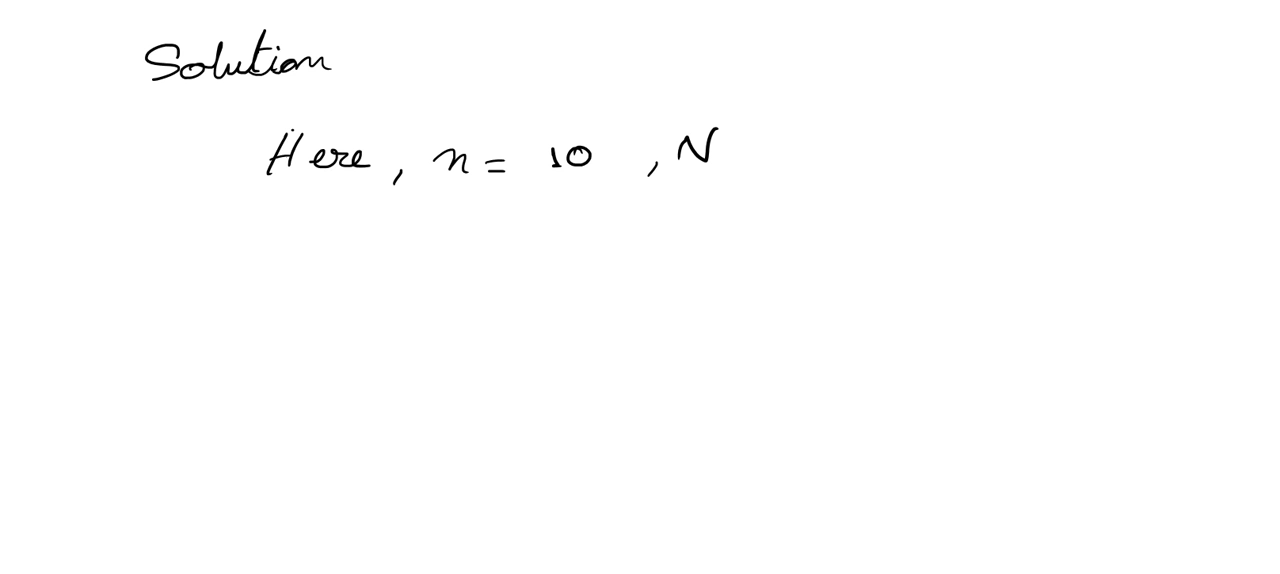 Solution
Here, n = 10 , N